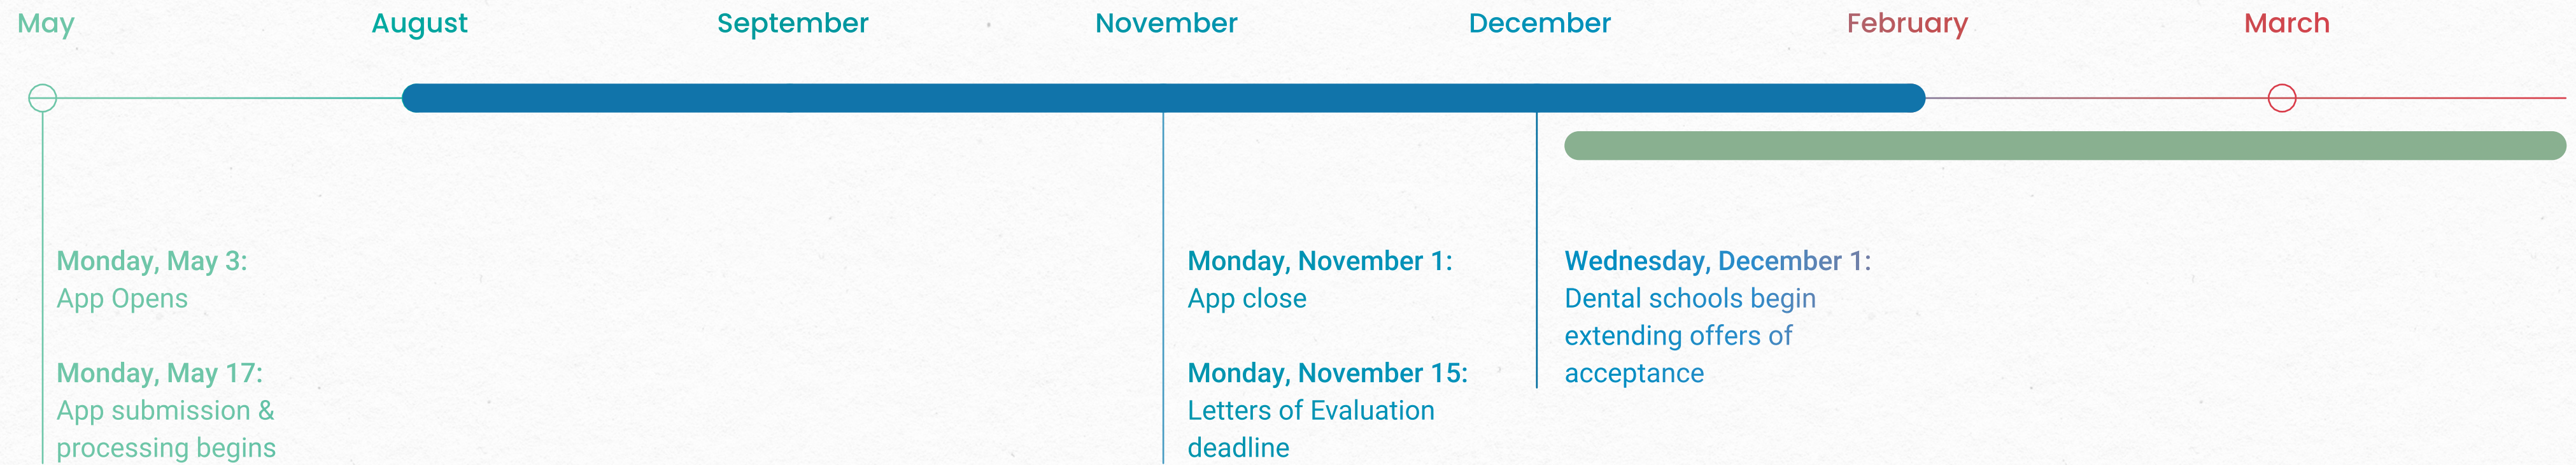 May
August
September
November
December
February
March
Monday, May 3:
App Opens
Monday, May 17:
App submission &
processing begins
Monday, November 1:
App close
Monday, November 15:
Letters of Evaluation
deadline
Wednesday, December 1:
Dental schools begin
extending offers of
acceptance